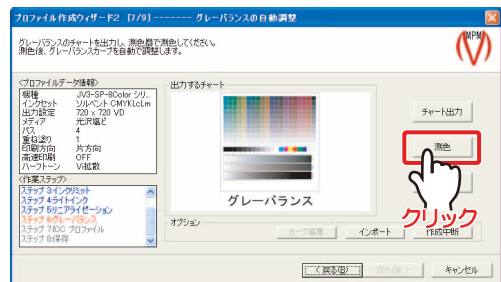 プロファイル作成ウィザード2 [7/9] ------- グレーバランスの自動調整
グレーバランスのチャートを出力し、測色器で測色してください。
測色後、グレーバランスカーブを自動で調整します。
MPM
<プロファイルデータ情報>
機種 JV3-SP-8Color シリ..
インクセット ソルベント CMYKLcLm
出力設定 720 x 720 VD
メディア 光沢塩ビ
パス 4
重ね塗り 1
印刷方向 片方向
高速印刷 OFF
ハーフトーン Vi拡散
<作業ステップ>
ステップ 3:インクリミット
ステップ 4:ライトインク
ステップ 5:リニアライゼーション
ステップ 6:グレーバランス
ステップ 7:ICC プロファイル
ステップ 8:保存
出力するチャート
グレーバランス
オプション
カーブ編集
インポート
作成中断
チャート出力
測色
クリック
< 戻る(B)
次へ(N) >
キャンセル